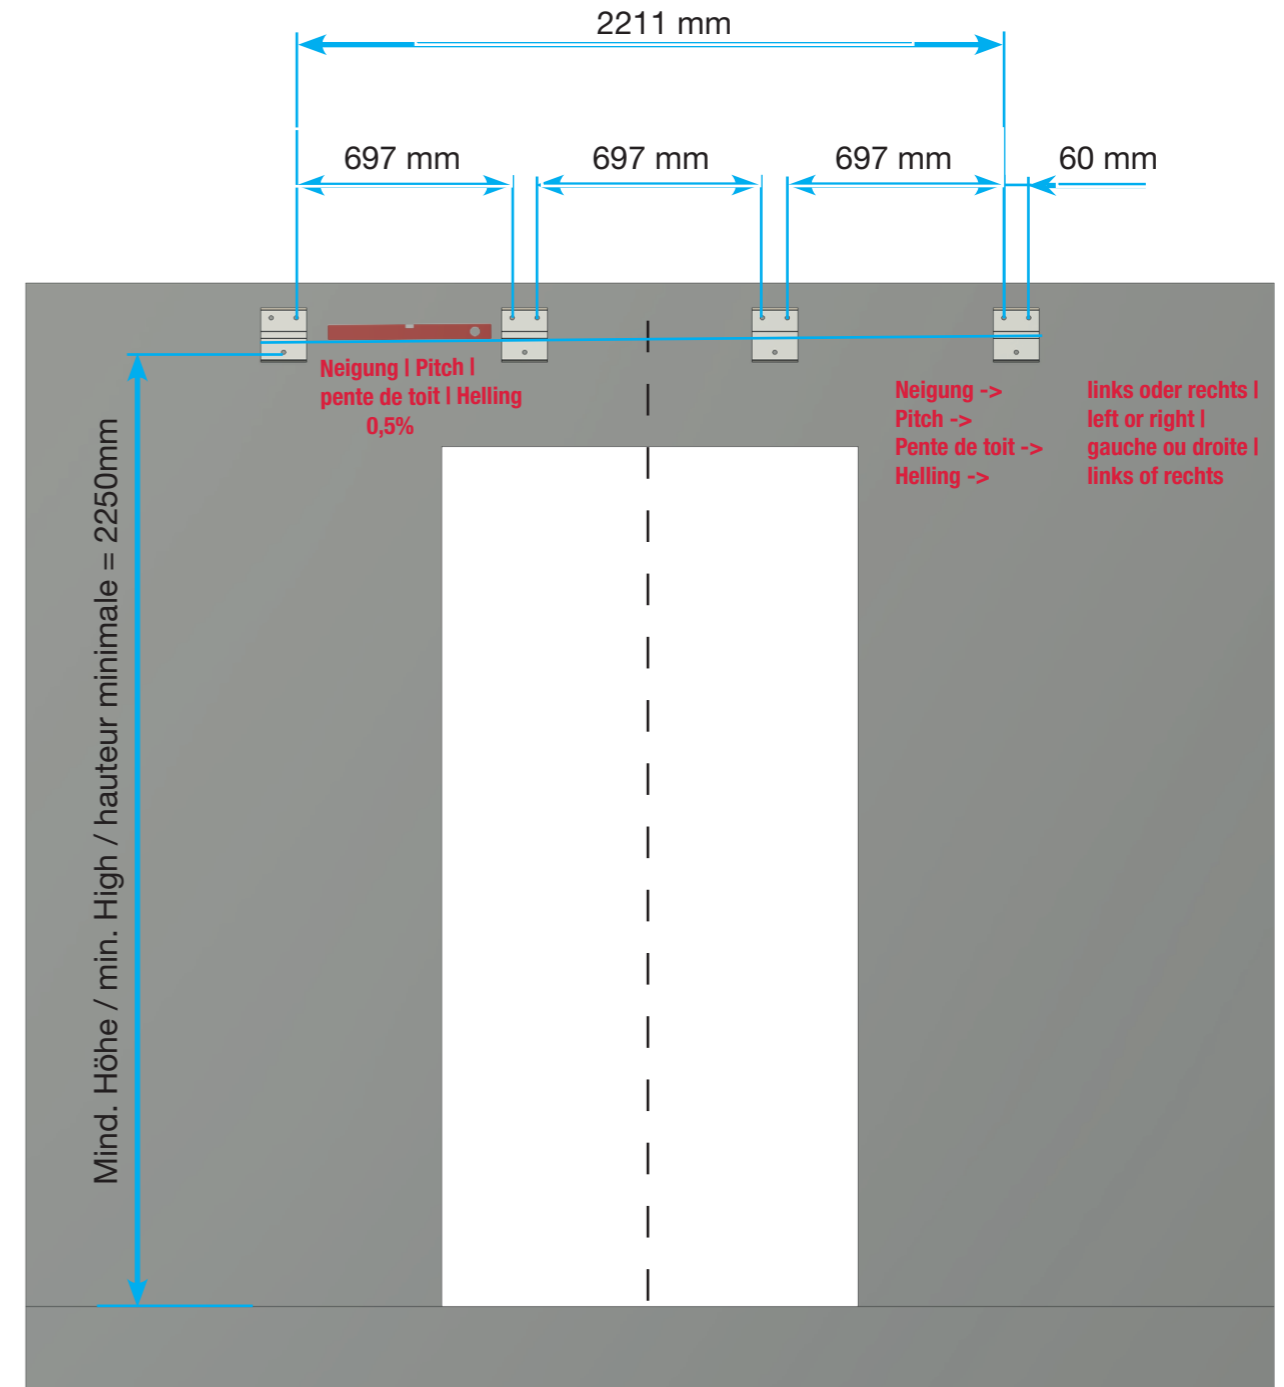 2211 mm
697 mm
697 mm
697 mm
60 mm
Neigung | Pitch |
pente de toit | Helling
0,5%
Neigung -> links oder rechts |
Pitch -> left or right |
Pente de toit -> gauche ou droite |
Helling -> links of rechts
Mind. Höhe / min. High / hauteur minimale = 2250mm